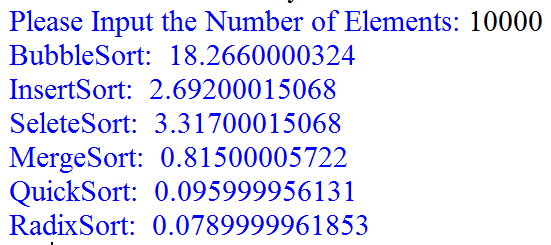 Please Input the Number of Elements: 10000
BubbleSort: 18.2660000324
InsertSort: 2.69200015068
SeleteSort: 3.31700015068
MergeSort: 0.81500005722
QuickSort: 0.095999956131
RadixSort: 0.0789999961853